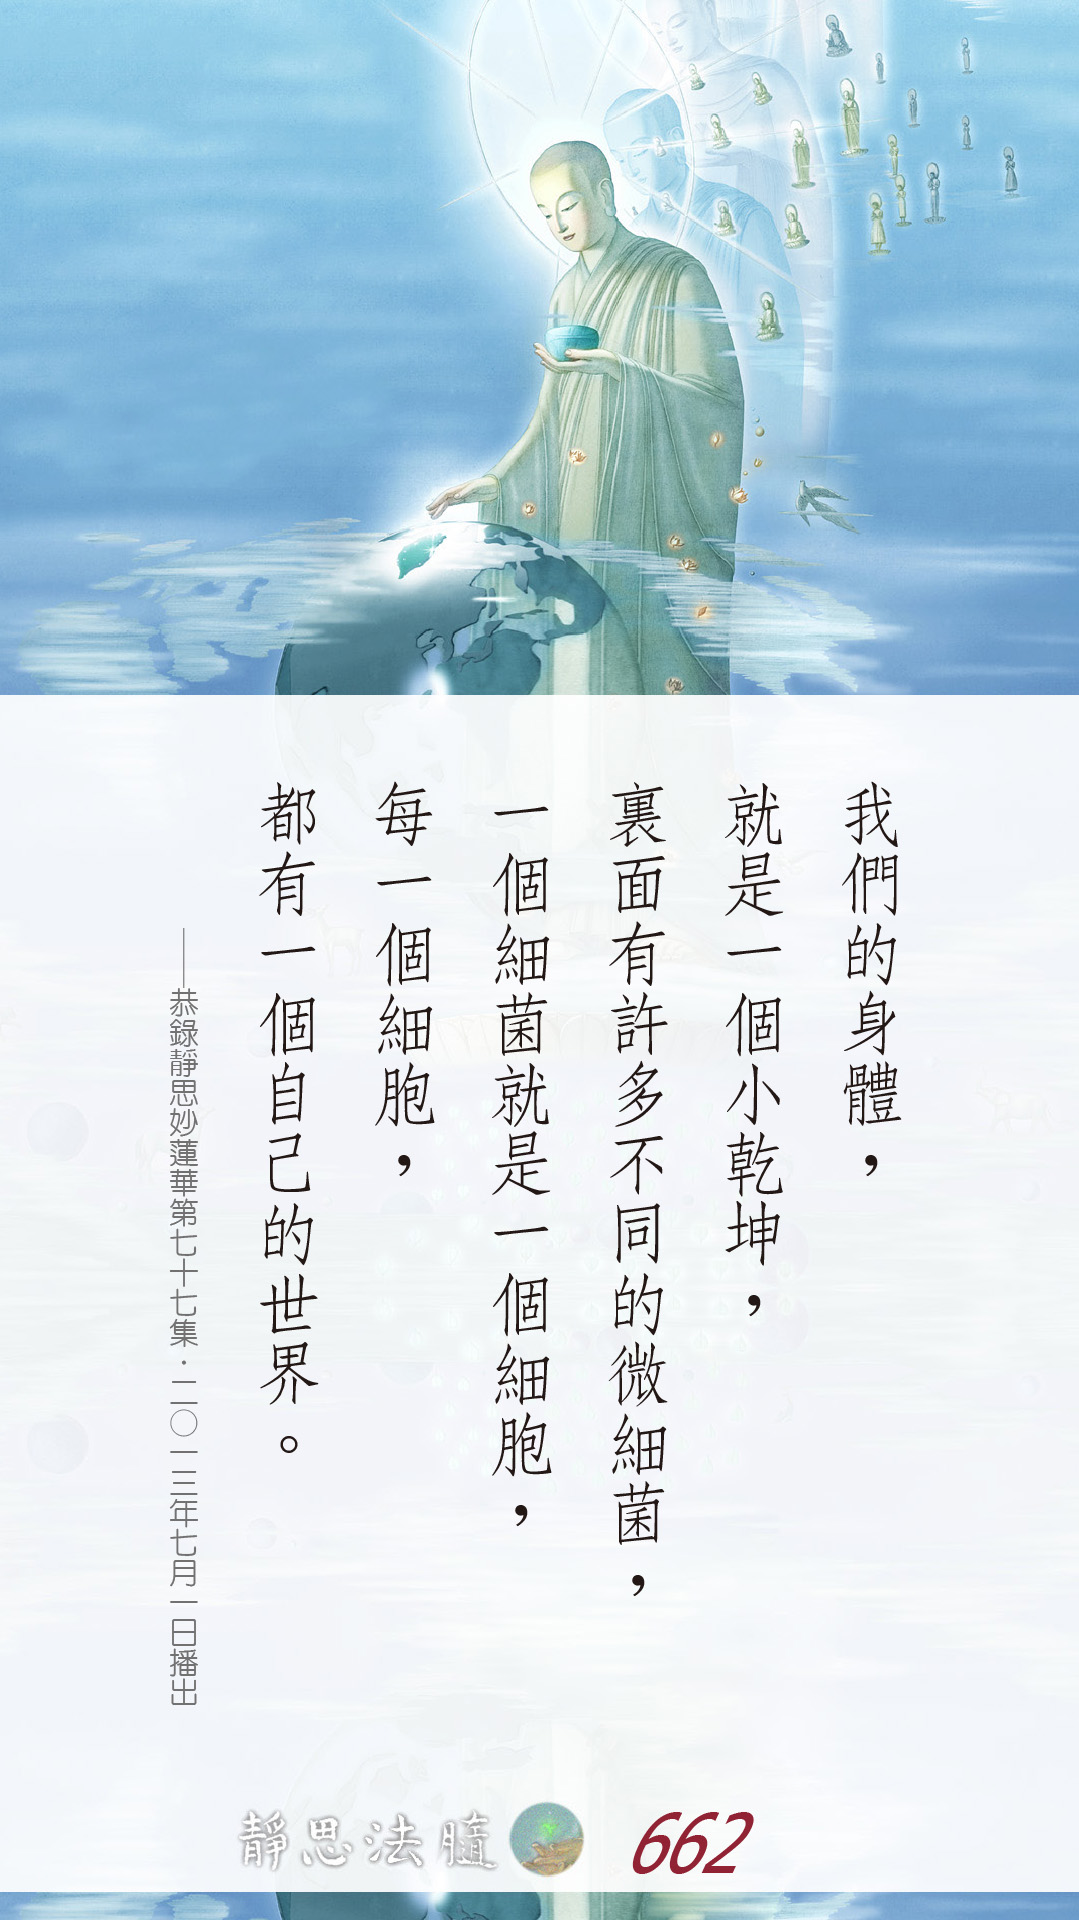 我們的身體，
就是一個小乾坤，
裏面有許多不同的微細菌，
一個細菌就是一個細胞，
每一個細胞，
都有一個自己的世界。
——恭錄靜思妙蓮華第七十七集・二〇一三年七月一日播出
靜思法髓
662